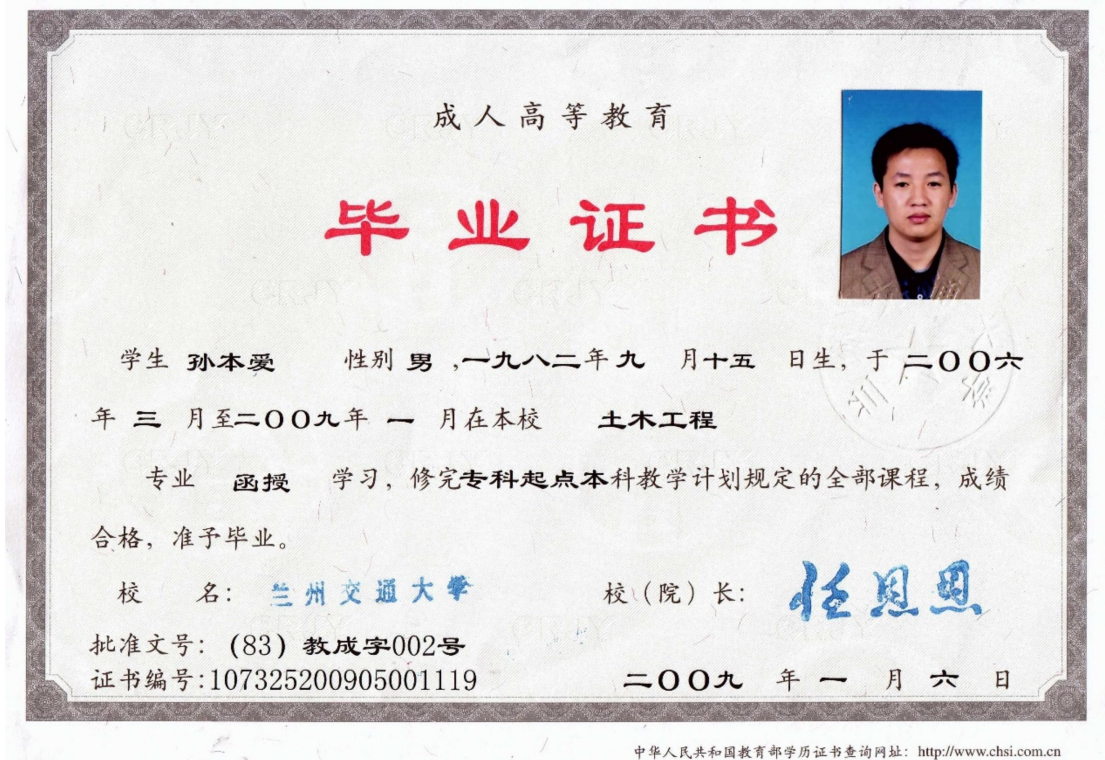 成人高等教育
毕业证书
学生 孙本爱 性别 男 ,一九八二年 九 月十五 日生，于 二〇〇六
年 三 月至二〇〇九年 一 月在本校 土木工程
专业 函授 学习，修完专科起点本科教学计划规定的全部课程，成绩
合格，准予毕业。
校 名： 兰州交通大学 校（院）长： 任恩恩
批准文号：(83) 教成字002号
证书编号:107325200905001119 二〇〇九 年 一 月 六 日
中华人民共和国教育部学历证书查询网址：http://www.chsi.com.cn